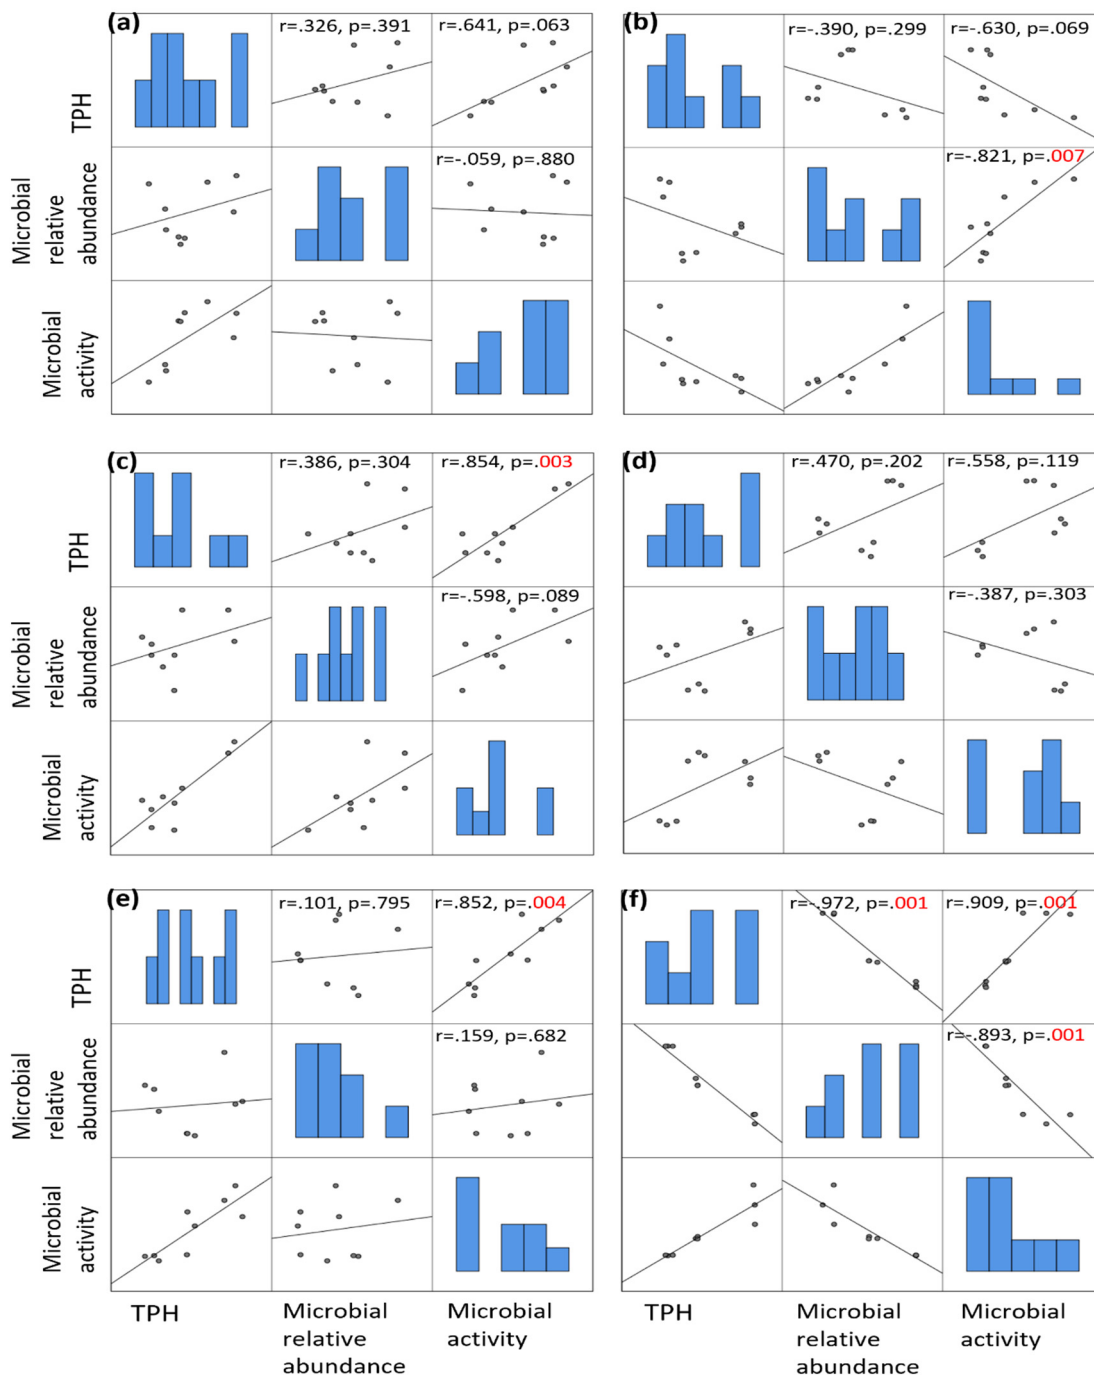 (a)
r=.326, p=.391
r=.641, p=.063
TPH
r=-.059, p=.880
Microbial
relative
abundance
Microbial
activity
(b)
r=-.390, p=.299
r=-.630, p=.069
r=-.821, p=.007
(c)
r=.386, p=.304
r=.854, p=.003
TPH
r=-.598, p=.089
Microbial
relative
abundance
Microbial
activity
(d)
r=.470, p=.202
r=.558, p=.119
r=-.387, p=.303
(e)
r=.101, p=.795
r=.852, p=.004
TPH
r=.159, p=.682
Microbial
relative
abundance
Microbial
activity
(f)
r=-.972, p=.001
r=.909, p=.001
r=-.893, p=.001
TPH
Microbial
relative
abundance
Microbial
activity
TPH
Microbial
relative
abundance
Microbial
activity